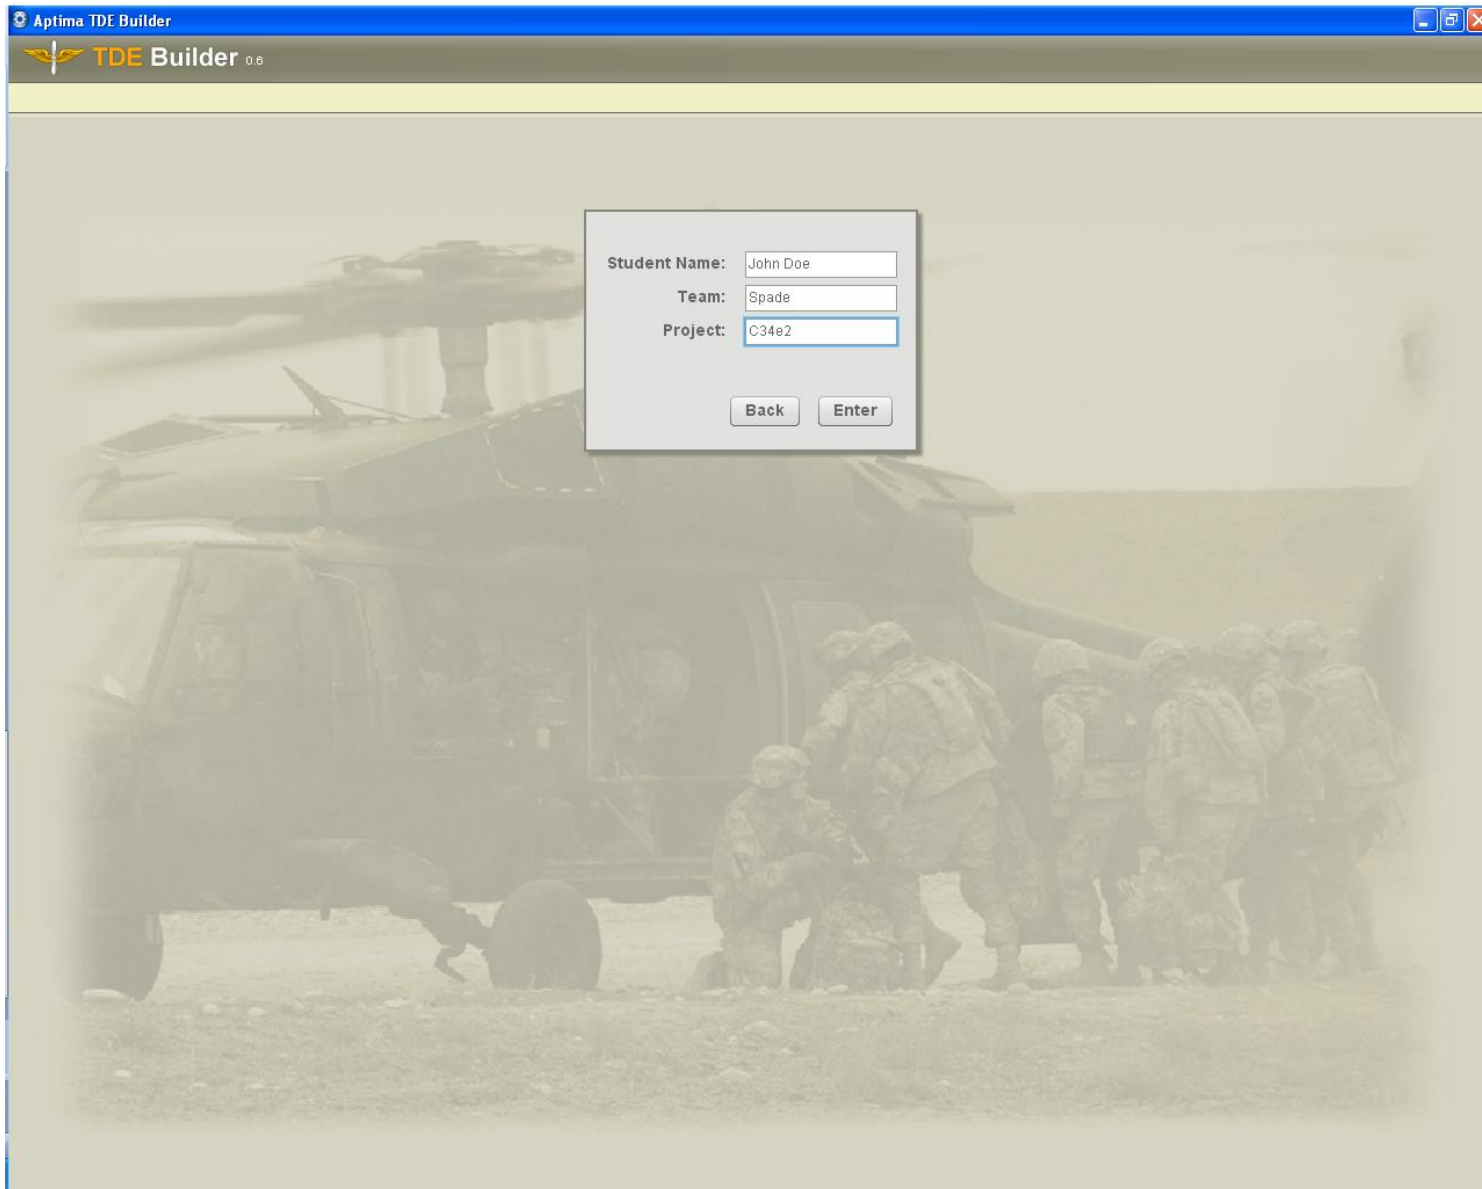 Aptima TDE Builder
TDE Builder 0.6
Student Name: John Doe
Team: Spade
Project: C34e2
Back Enter